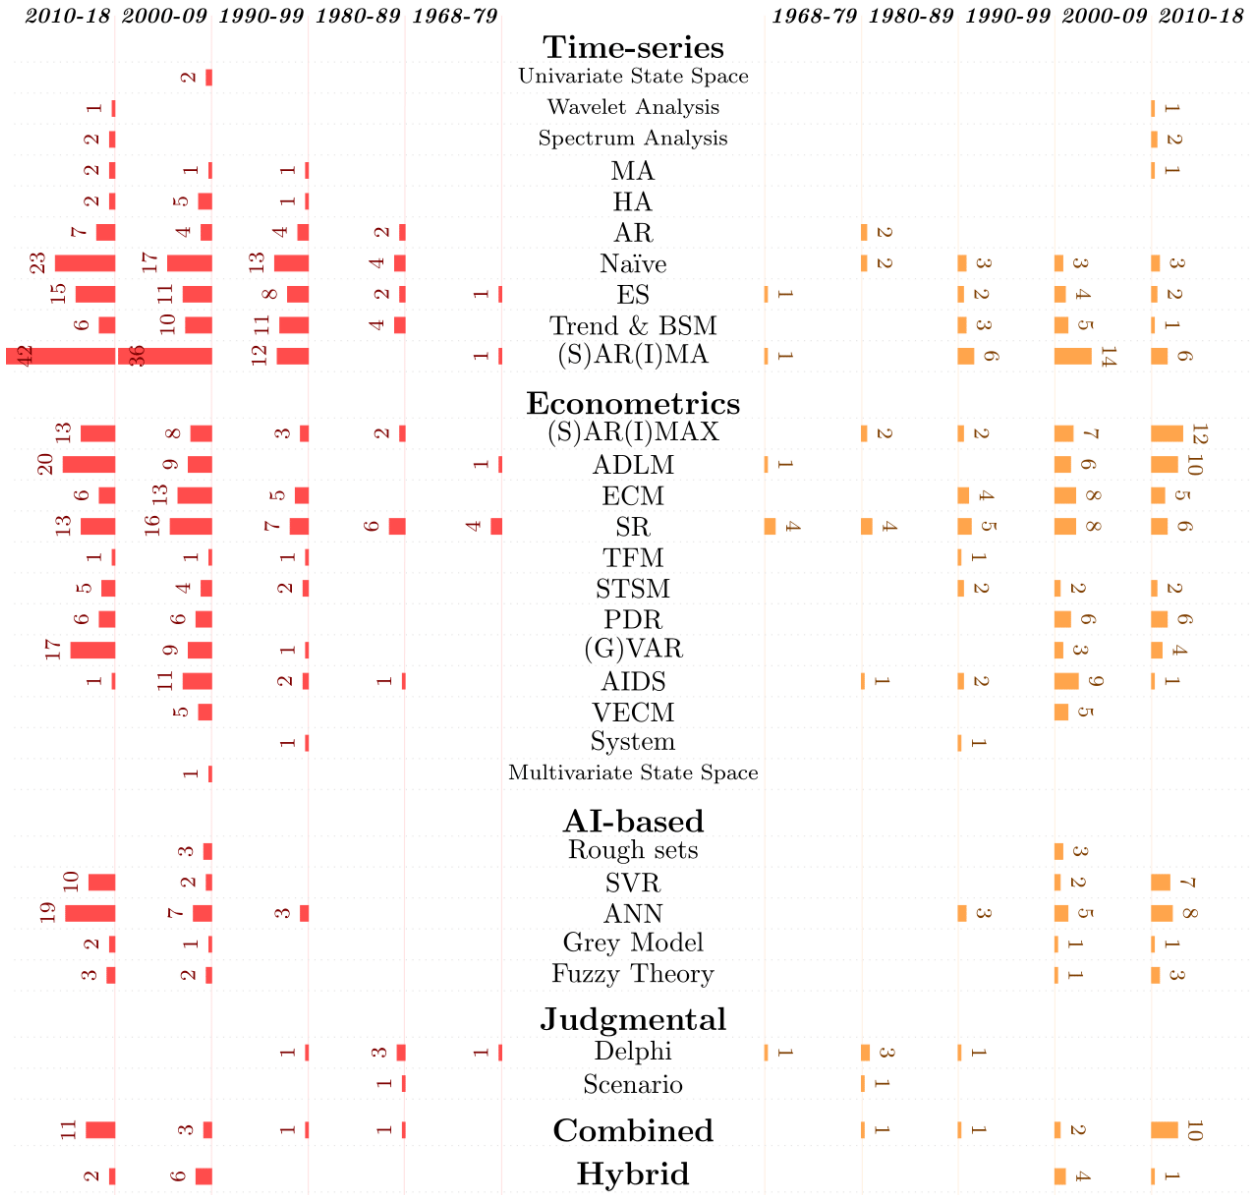 2010-18 2000-09 1990-99 1980-89 1968-79 1968-79 1980-89 1990-99 2000-09 2010-18
Time-series
2 Univariate State Space
1 Wavelet Analysis 1
2 Spectrum Analysis 2
2 1 1 MA 1
2 5 1 HA
7 4 4 2 AR 2
23 17 13 4 Naïve 2 3 3 3
15 11 8 2 1 ES 1 2 4 2
6 10 11 4 Trend & BSM 3 5 1
42 36 12 1 (S)AR(I)MA 1 6 14 6
Econometrics
13 8 3 2 (S)AR(I)MAX 2 2 7 12
20 9 1 ADLM 1 6 10
6 13 5 ECM 4 8 5
13 16 7 6 4 SR 4 4 5 8 6
1 1 1 TFM 1
5 4 2 STSM 2 2 2
6 6 PDR 6 6
17 9 1 (G)VAR 3 4
1 11 2 1 AIDS 1 2 9 1
5 VECM 5
1 System 1
1 Multivariate State Space
AI-based
3 Rough sets 3
10 2 SVR 2 7
19 7 3 ANN 3 5 8
2 1 Grey Model 1 1
3 2 Fuzzy Theory 1 3
Judgmental
1 3 1 Delphi 1 3 1
1 Scenario 1
11 3 1 1 Combined 1 1 2 10
2 6 Hybrid 4 1